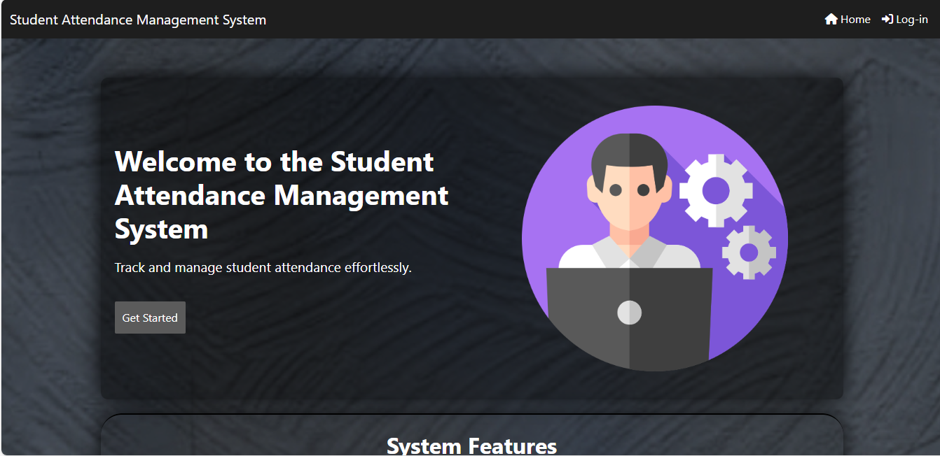 Student Attendance Management System
Home
Log-in
Welcome to the Student
Attendance Management
System
Track and manage student attendance effortlessly.
Get Started
System Features